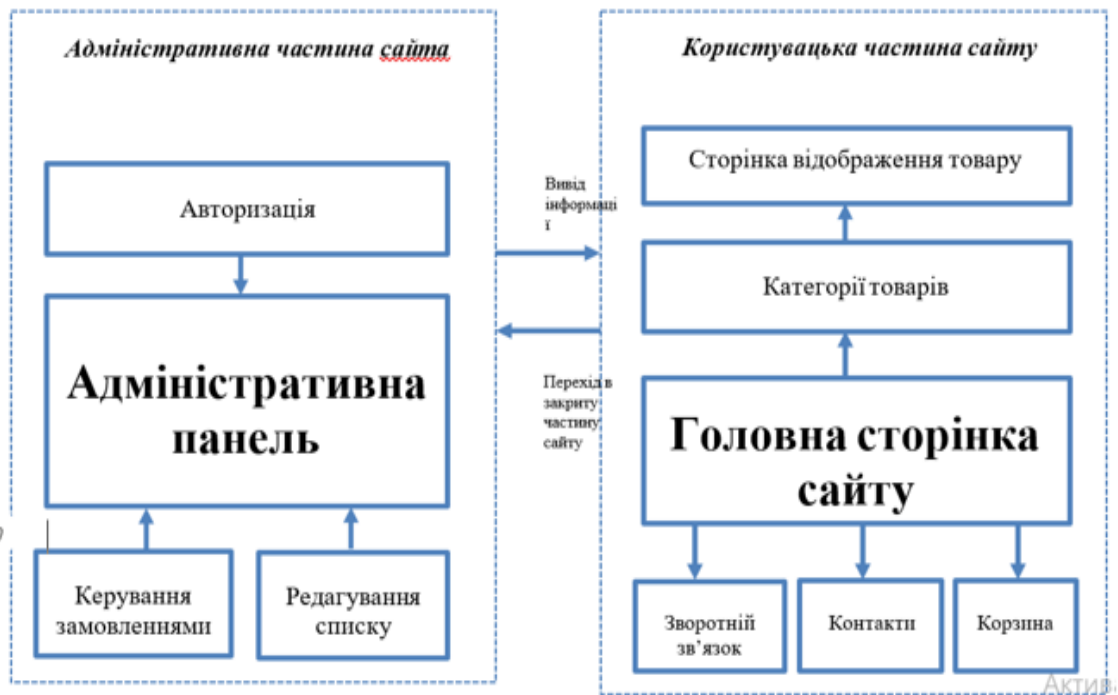 Адміністративна частина сайта
Авторизація
Адміністративна
панель
Керування
замовленнями
Редагування
списку
Вивід
інформаці
ї
Перехід в
закриту
частину
сайту
Користувацька частина сайту
Сторінка відображення товару
Категорії товарів
Головна сторінка
сайту
Зворотній
зв’язок
Контакти
Корзина
Актив